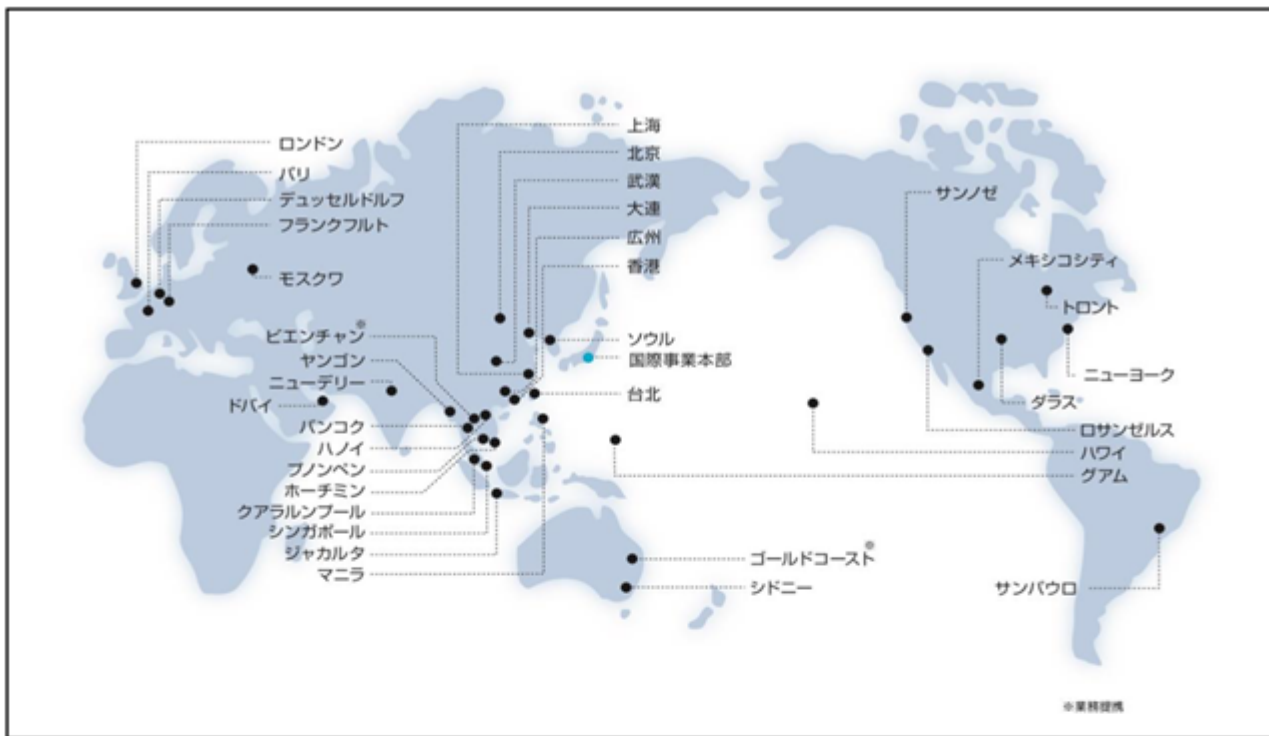 ロンドン
パリ
デュッセルドルフ
フランクフルト
モスクワ
ビエンチャン※
ヤンゴン
ニューデリー
ドバイ
バンコク
ハノイ
プノンペン
ホーチミン
クアラルンプール
シンガポール
ジャカルタ
マニラ
上海
北京
武漢
大連
広州
香港
ソウル
国際事業本部
台北
ゴールドコースト※
シドニー
サンノゼ
メキシコシティ
トロント
ニューヨーク
ダラス
ロサンゼルス
ハワイ
グアム
サンパウロ
※業務提携